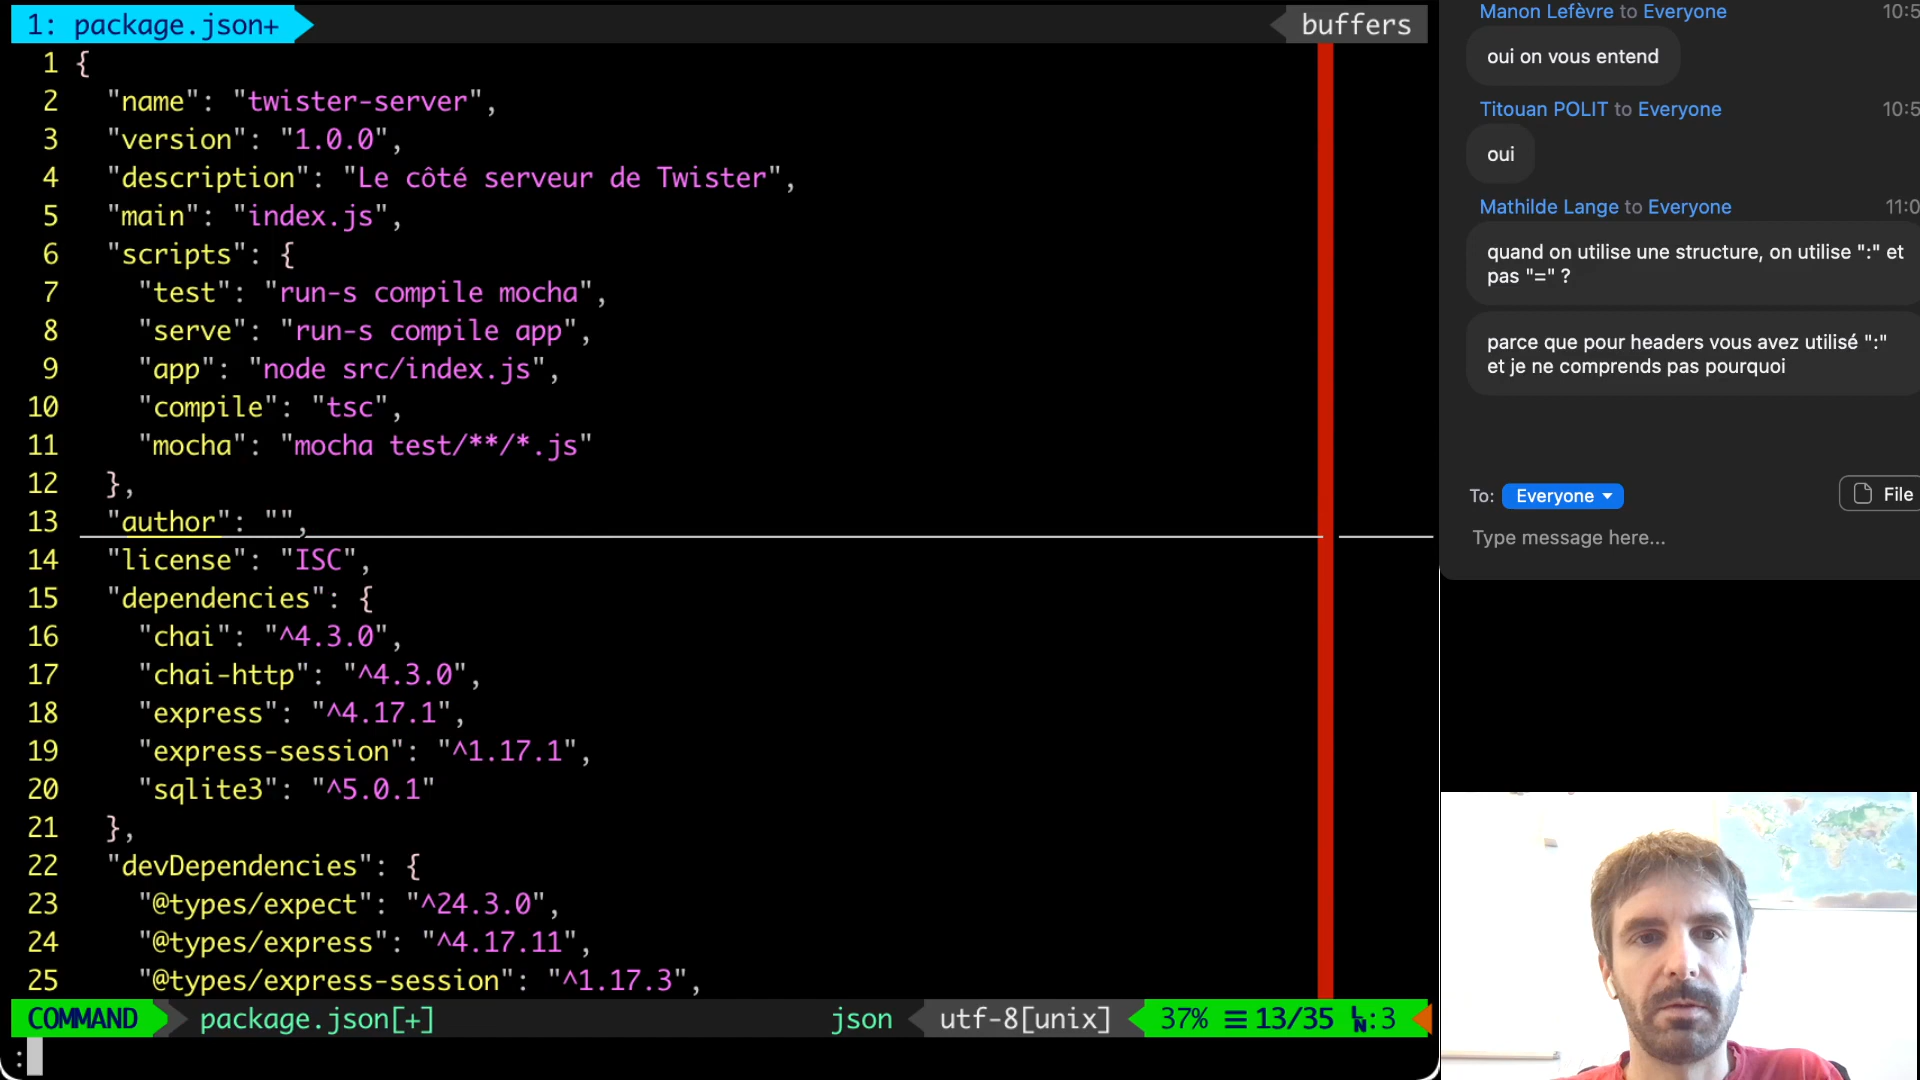 1: package.json+
buffers
1 {
2 "name": "twister-server",
3 "version": "1.0.0",
4 "description": "Le côté serveur de Twister",
5 "main": "index.js",
6 "scripts": {
7 "test": "run-s compile mocha",
8 "serve": "run-s compile app",
9 "app": "node src/index.js",
10 "compile": "tsc",
11 "mocha": "mocha test/**/*.js"
12 },
13 "author": "",
14 "license": "ISC",
15 "dependencies": {
16 "chai": "^4.3.0",
17 "chai-http": "^4.3.0",
18 "express": "^4.17.1",
19 "express-session": "^1.17.1",
20 "sqlite3": "^5.0.1"
21 },
22 "devDependencies": {
23 "@types/expect": "^24.3.0",
24 "@types/express": "^4.17.11",
25 "@types/express-session": "^1.17.3",
COMMAND package.json[+] json utf-8[unix] 37% ☰ 13/35 LN:3
:
Manon Lefèvre to Everyone 10:5
oui on vous entend
Titouan POLIT to Everyone 10:5
oui
Mathilde Lange to Everyone 11:0
quand on utilise une structure, on utilise ":" et
pas "=" ?
parce que pour headers vous avez utilisé ":"
et je ne comprends pas pourquoi
To: Everyone
File
Type message here...